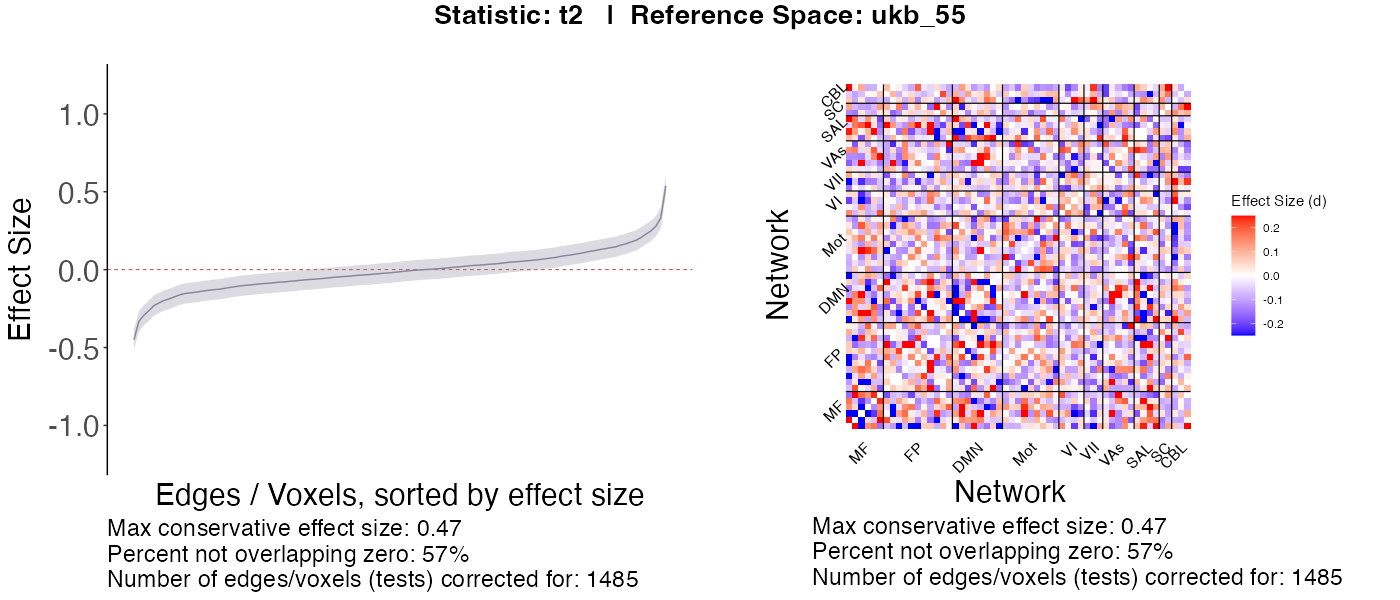 Statistic: t2 | Reference Space: ukb_55
Effect Size
1.0
0.5
0.0
-0.5
-1.0
Edges / Voxels, sorted by effect size
Max conservative effect size: 0.47
Percent not overlapping zero: 57%
Number of edges/voxels (tests) corrected for: 1485
Network
CBL
SC
SAL
VAs
VII
VI
Mot
DMN
FP
MF
MF
FP
DMN
Mot
VI
VII
VAs
SAL
SC
CBL
Network
Effect Size (d)
0.2
0.1
0.0
-0.1
-0.2
Max conservative effect size: 0.47
Percent not overlapping zero: 57%
Number of edges/voxels (tests) corrected for: 1485